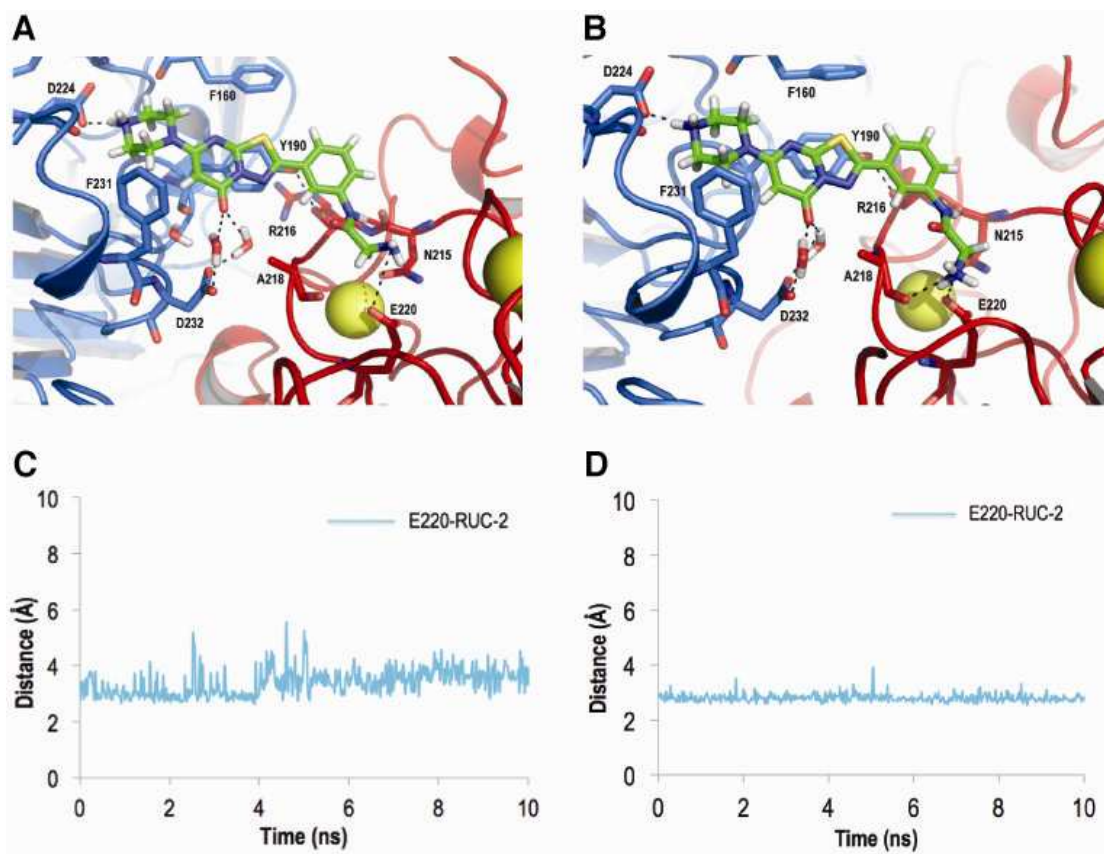 A
D224
F160
Y190
F231
R216
N215
A218
E220
D232
B
D224
F160
Y190
F231
R216
N215
A218
E220
D232
C
10
E220-RUC-2
8
6
4
2
0
Distance (Å)
0 2 4 6 8 10
Time (ns)
D
10
E220-RUC-2
8
6
4
2
0
Distance (Å)
0 2 4 6 8 10
Time (ns)